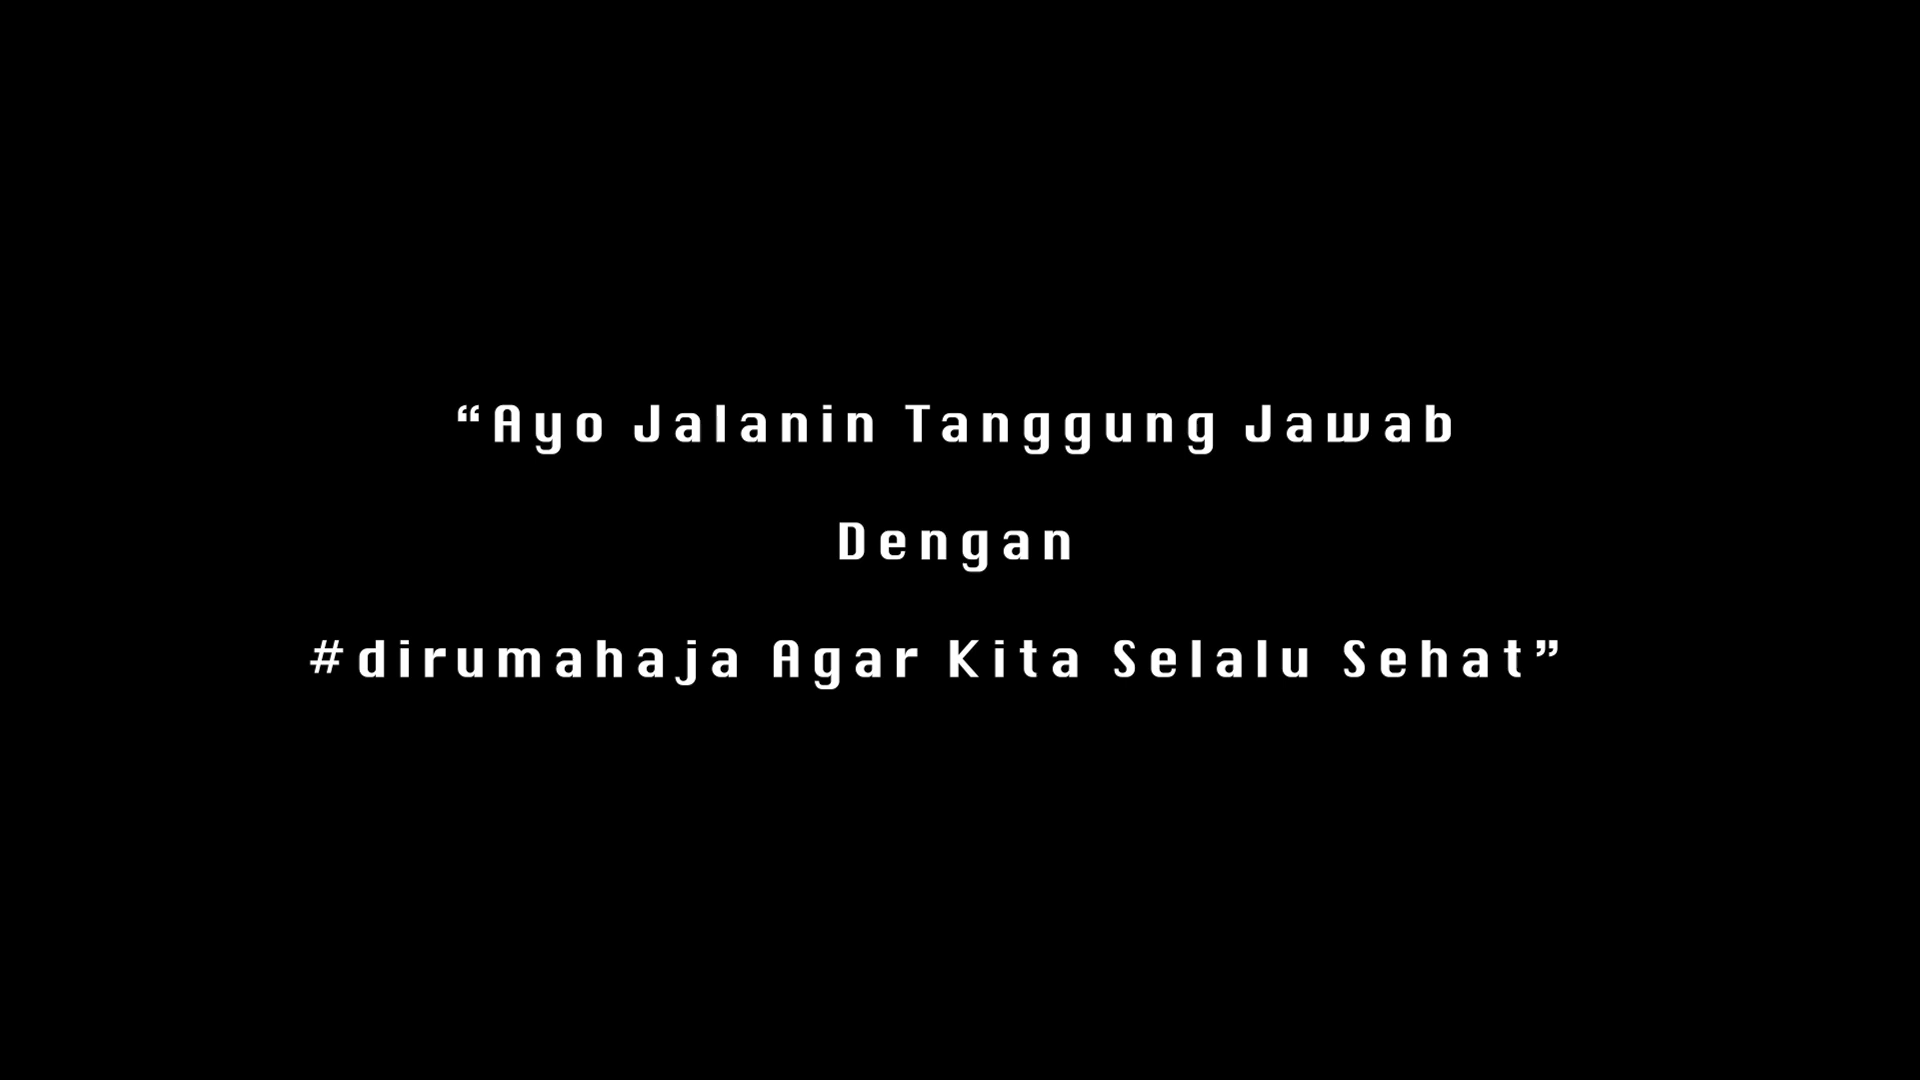 “Ayo Jalanin Tanggung Jawab
Dengan
#dirumahaja Agar Kita Selalu Sehat”